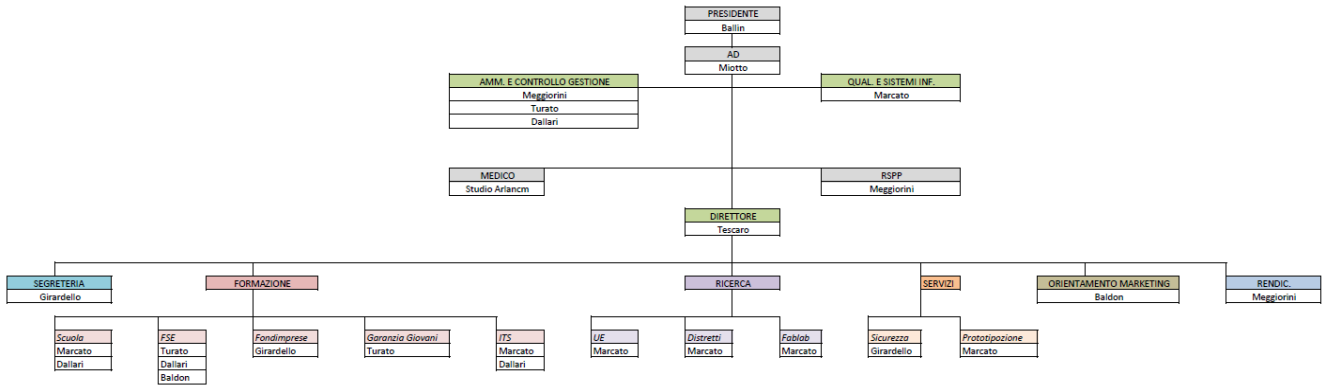 PRESIDENTE
Ballin
AD
Miotto
AMM. E CONTROLLO GESTIONE
Meggiorini
Turato
Dallari
QUAL. E SISTEMI INF.
Marcato
MEDICO
Studio Arlancm
RSPP
Meggiorini
DIRETTORE
Tescaro
SEGRETERIA
Girardello
FORMAZIONE
RICERCA
SERVIZI
ORIENTAMENTO MARKETING
Baldon
RENDIC.
Meggiorini
Scuola
Marcato
Dallari
FSE
Turato
Dallari
Baldon
Fondimprese
Girardello
Garanzia Giovani
Turato
ITS
Marcato
Dallari
UE
Marcato
Distretti
Marcato
Fablab
Marcato
Sicurezza
Girardello
Prototipozione
Marcato